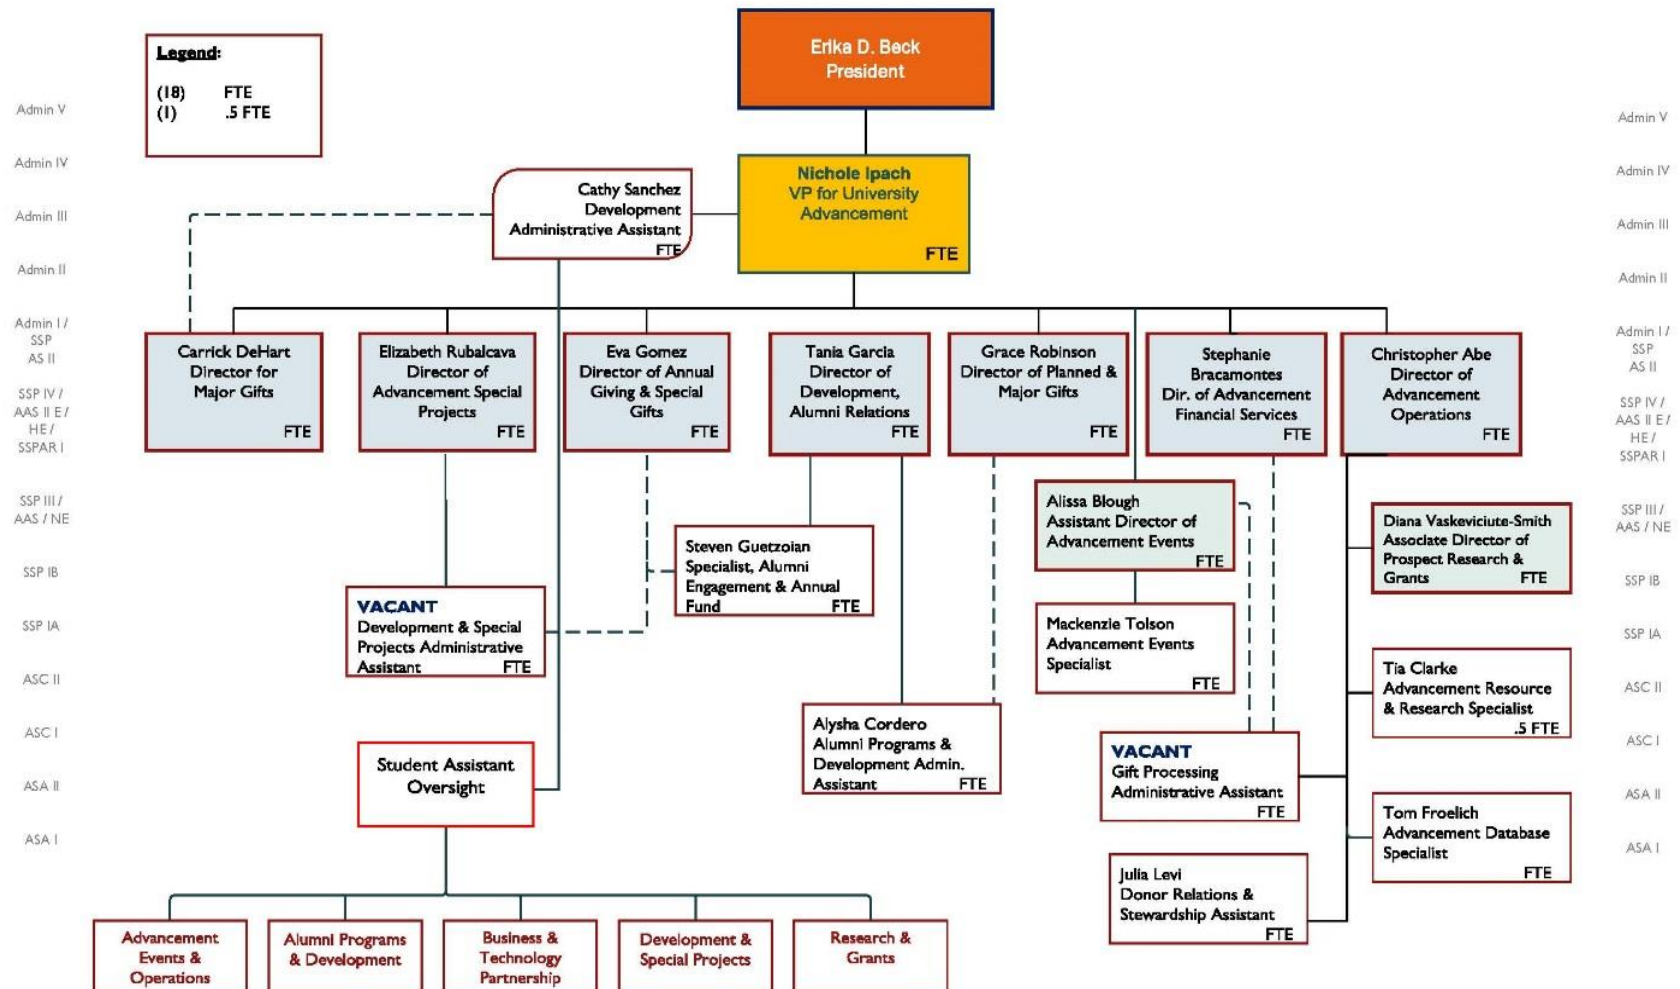 Legend:
(18) FTE
(1) .5 FTE
Erika D. Beck
President
Nichole Ipach
VP for University
Advancement
FTE
Cathy Sanchez
Development
Administrative Assistant
FTE
Admin V
Admin IV
Admin III
Admin II
Admin I /
SSP
AS II
SSP IV /
AAS II E /
HE /
SSPAR I
SSP III /
AAS / NE
SSP IB
SSP IA
ASC II
ASC I
ASA II
ASA I
Carrick DeHart
Director for
Major Gifts
FTE
Elizabeth Rubalcava
Director of
Advancement Special
Projects
FTE
Eva Gomez
Director of Annual
Giving & Special
Gifts
FTE
Tania Garcia
Director of
Development,
Alumni Relations
FTE
Grace Robinson
Director of Planned &
Major Gifts
FTE
Stephanie
Bracamontes
Dir. of Advancement
Financial Services
FTE
Christopher Abe
Director of
Advancement
Operations
FTE
Steven Guetzoian
Specialist, Alumni
Engagement & Annual
Fund FTE
Alissa Blough
Assistant Director of
Advancement Events
FTE
Diana Vaskeviciute-Smith
Associate Director of
Prospect Research &
Grants FTE
VACANT
Development & Special
Projects Administrative
Assistant FTE
Mackenzie Tolson
Advancement Events
Specialist
FTE
Tia Clarke
Advancement Resource
& Research Specialist
.5 FTE
Alysha Cordero
Alumni Programs &
Development Admin.
Assistant FTE
VACANT
Gift Processing
Administrative Assistant
FTE
Student Assistant
Oversight
Tom Froelich
Advancement Database
Specialist
FTE
Julia Levi
Donor Relations &
Stewardship Assistant
FTE
Advancement
Events &
Operations
Alumni Programs
& Development
Business &
Technology
Partnership
Development &
Special Projects
Research &
Grants
Admin V
Admin IV
Admin III
Admin II
Admin I /
SSP
AS II
SSP IV /
AAS II E /
HE /
SSPAR I
SSP III /
AAS / NE
SSP IB
SSP IA
ASC II
ASC I
ASA II
ASA I